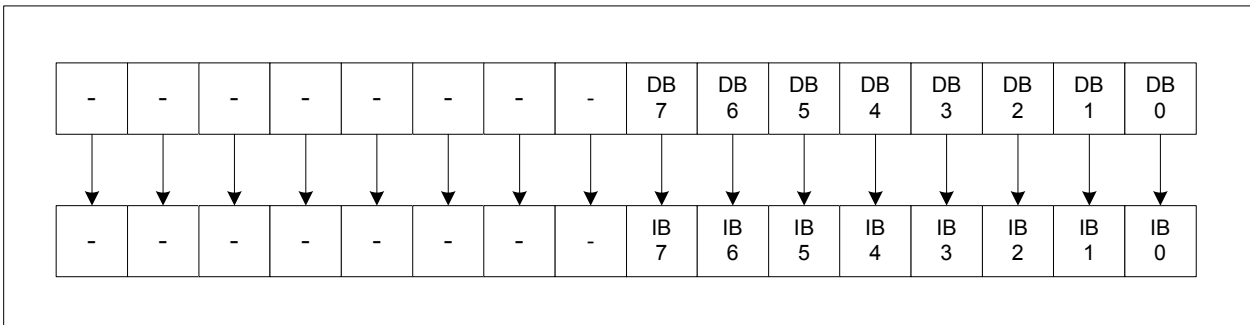 - - - - - - - - DB 7 DB 6 DB 5 DB 4 DB 3 DB 2 DB 1 DB 0
- - - - - - - - IB 7 IB 6 IB 5 IB 4 IB 3 IB 2 IB 1 IB 0